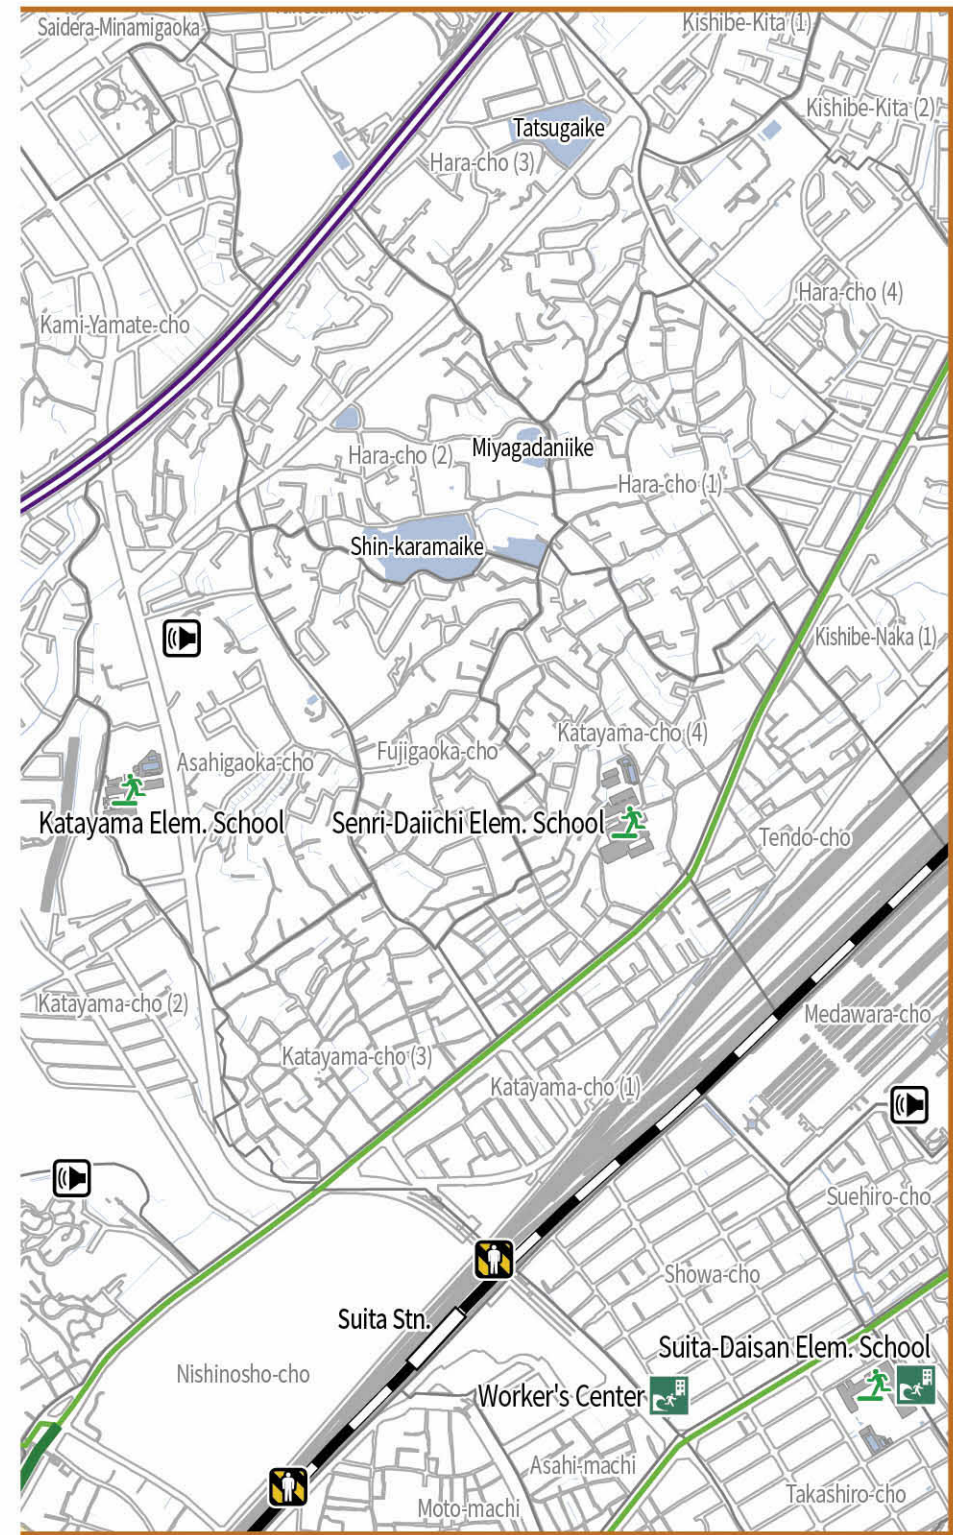 Saidera-Minamigaoka
Kishibe-Kita (1)
Kishibe-Kita (2)
Tatsugaike
Hara-cho (3)
Hara-cho (4)
Kami-Yamate-cho
Hara-cho (2)
Miyagadaniike
Hara-cho (1)
Shin-karamaike
Kishibe-Naka (1)
Katayama-cho (4)
Fujigaoka-cho
Asahigaoka-cho
Katayama Elem. School
Senri-Daiichi Elem. School
Tendo-cho
Katayama-cho (2)
Medawara-cho
Katayama-cho (3)
Katayama-cho (1)
Suehiro-cho
Showa-cho
Suita Stn.
Suita-Daisan Elem. School
Nishinosho-cho
Worker's Center
Asahi-machi
Takashiro-cho
Moto-machi